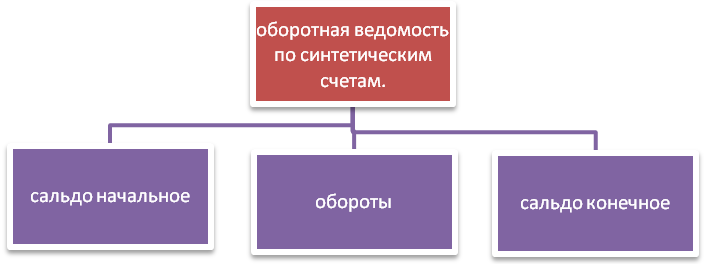 оборотная ведомость
по синтетическим
счетам.
сальдо начальное
обороты
сальдо конечное